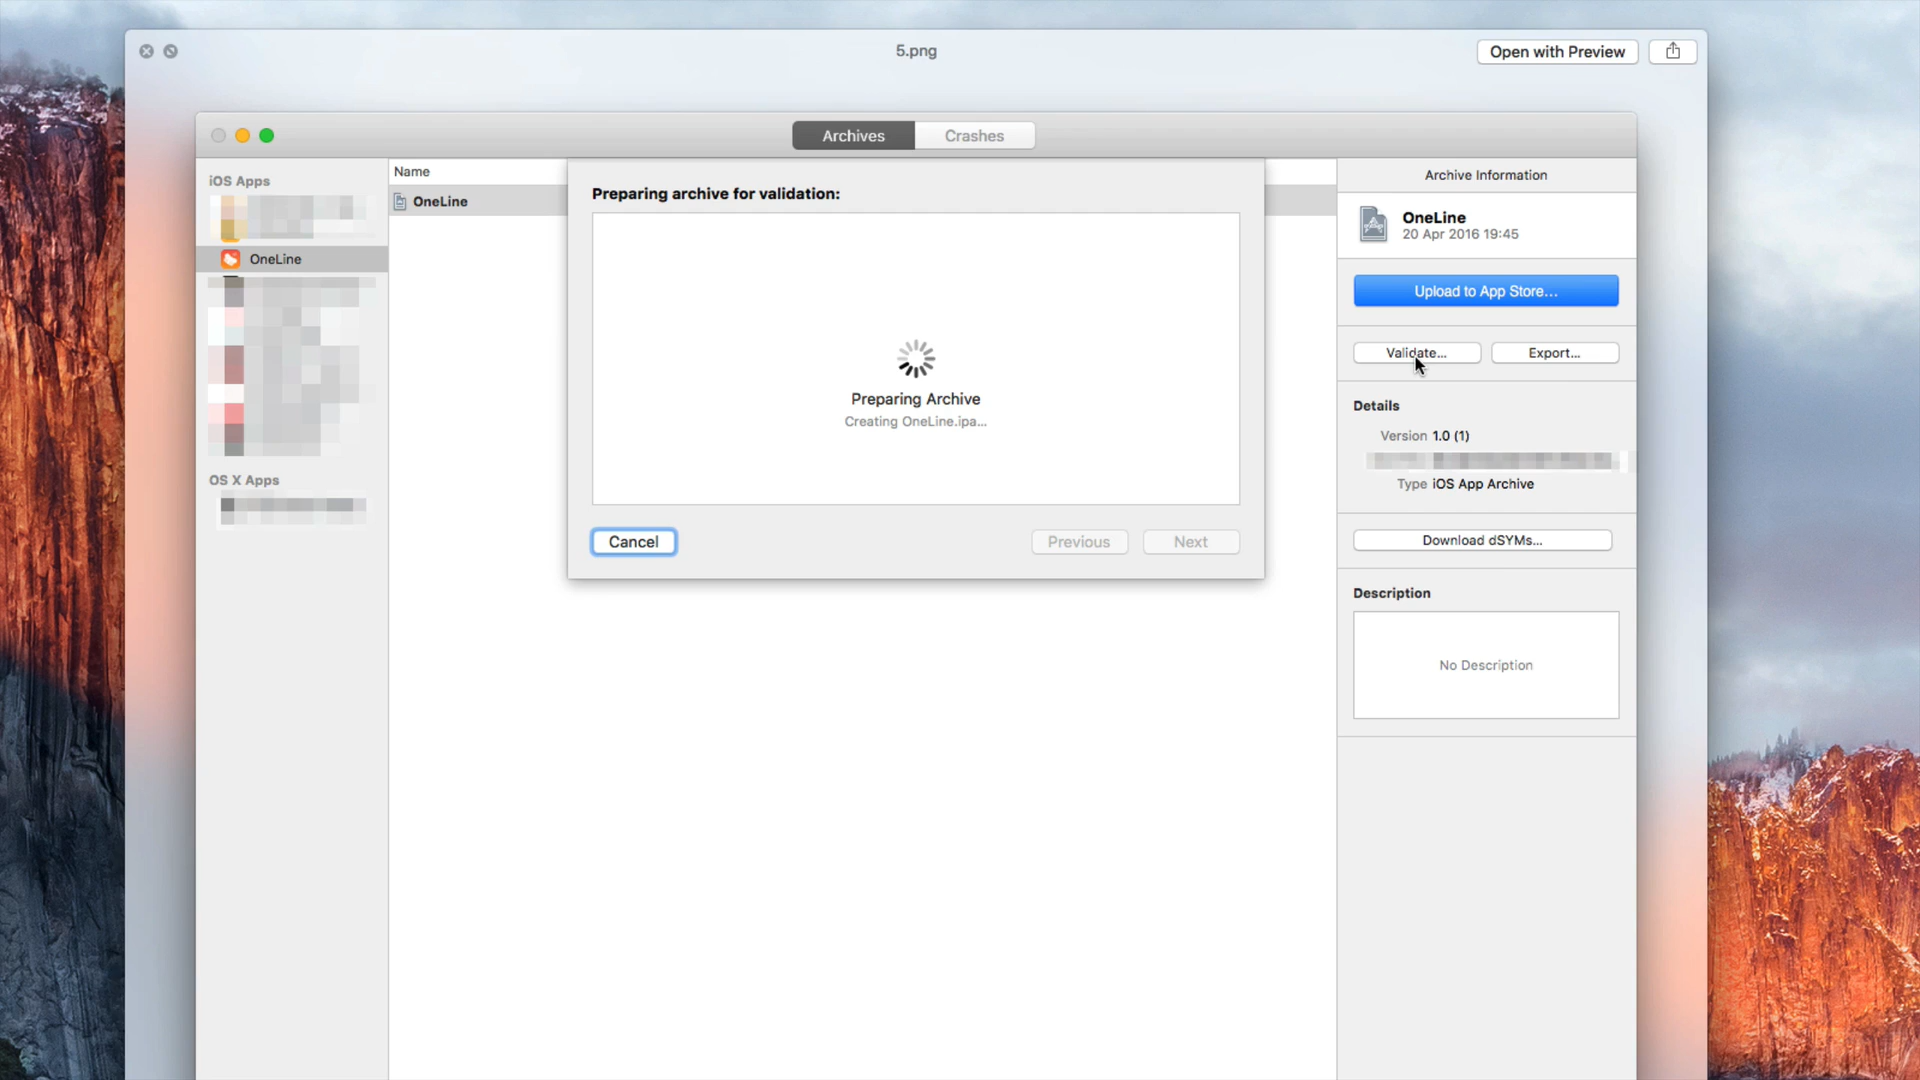 5.png
Open with Preview
Archives
Crashes
iOS Apps
OneLine
OS X Apps
Name
OneLine
Preparing archive for validation:
Preparing Archive
Creating OneLine.ipa...
Cancel
Previous
Next
Archive Information
OneLine
20 Apr 2016 19:45
Upload to App Store...
Validate...
Export...
Details
Version 1.0 (1)
Type iOS App Archive
Download dSYMs...
Description
No Description